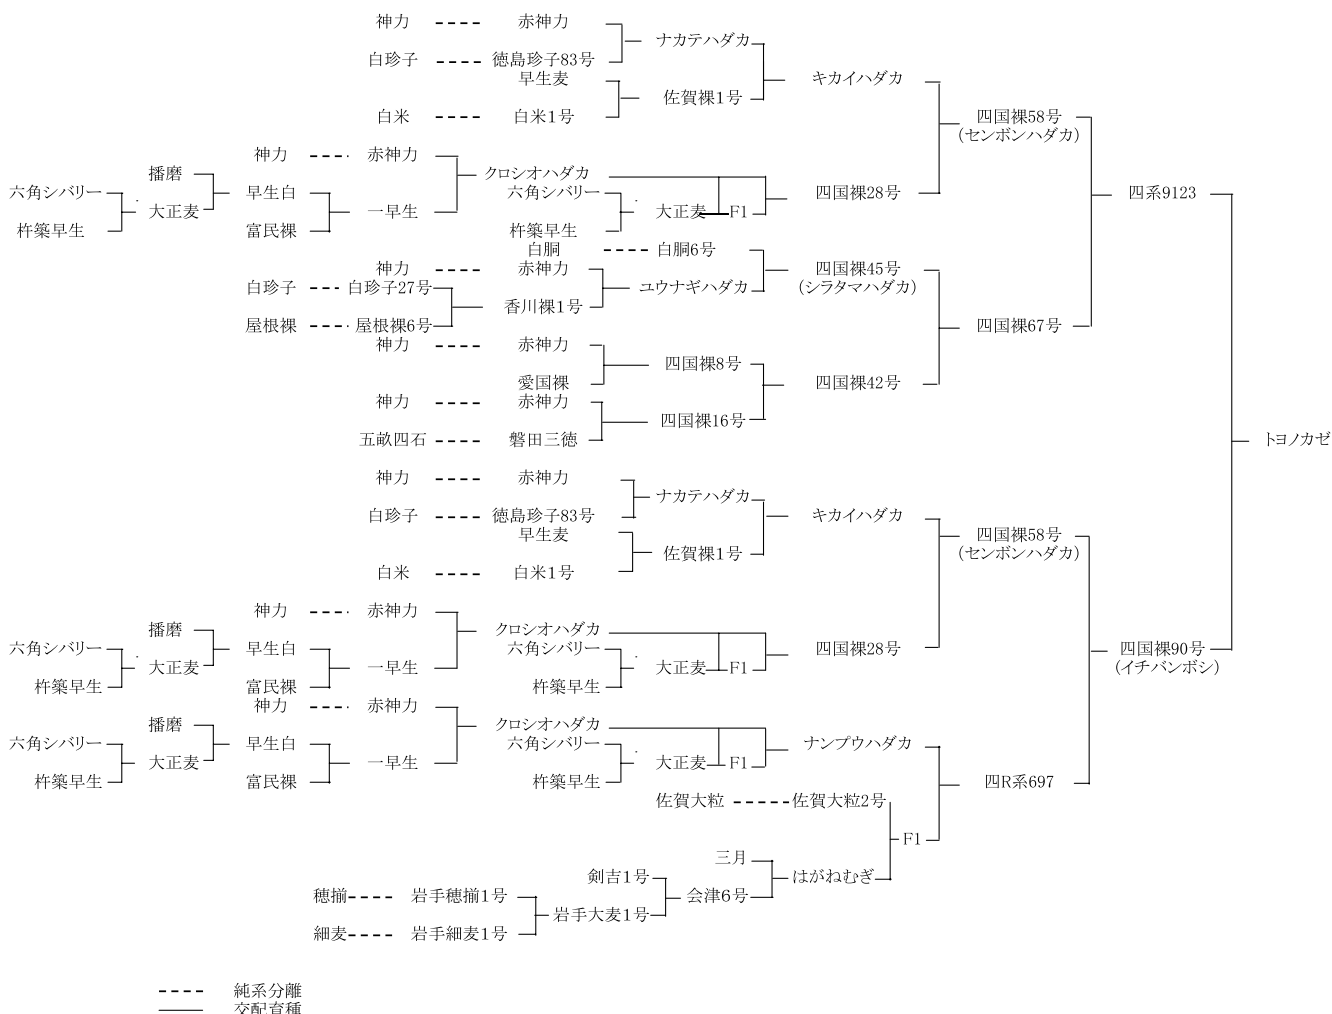 神力 赤神力
ナカテハダカ
白珍子 徳島珍子83号
早生麦 キカイハダカ
佐賀裸1号
白米 白米1号 四国裸58号
(センボンハダカ)
神力 赤神力
播磨 クロシオハダカ
六角シバリー 早生白 六角シバリー 四国裸28号 四系9123
大正麦 一早生 大正麦 F1
杵築早生 富民裸 杵築早生
白胴 白胴6号
神力 赤神力 四国裸45号
白珍子 白珍子27号 ユウナギハダカ (シラタマハダカ)
香川裸1号
屋根裸 屋根裸6号 四国裸67号
神力 赤神力
四国裸8号
愛国裸 四国裸42号
神力 赤神力
四国裸16号
五畝四石 磐田三徳 トヨノカゼ
神力 赤神力
ナカテハダカ
白珍子 徳島珍子83号 キカイハダカ
早生麦 四国裸58号
佐賀裸1号 (センボンハダカ)
白米 白米1号
神力 赤神力
播磨 クロシオハダカ
六角シバリー 早生白 六角シバリー 四国裸28号 四国裸90号
大正麦 一早生 大正麦 F1 (イチバンボシ)
杵築早生 富民裸 杵築早生
神力 赤神力
播磨 クロシオハダカ
六角シバリー 早生白 六角シバリー ナンプウハダカ
大正麦 一早生 大正麦 F1
杵築早生 富民裸 杵築早生 四R系697
佐賀大粒 佐賀大粒2号
F1
三月
剣吉1号 はがねむぎ
穂揃 岩手穂揃1号 会津6号
岩手大麦1号
細麦 岩手細麦1号
純系分離
交配育種